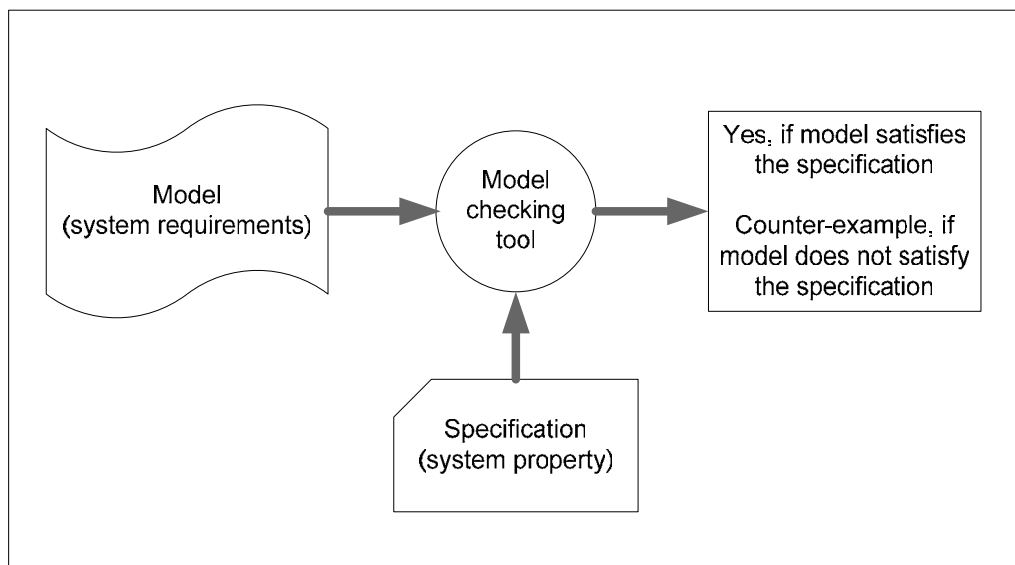 Model
(system requirements)
Model
checking
tool
Yes, if model satisfies
the specification
Counter-example, if
model does not satisfy
the specification
Specification
(system property)